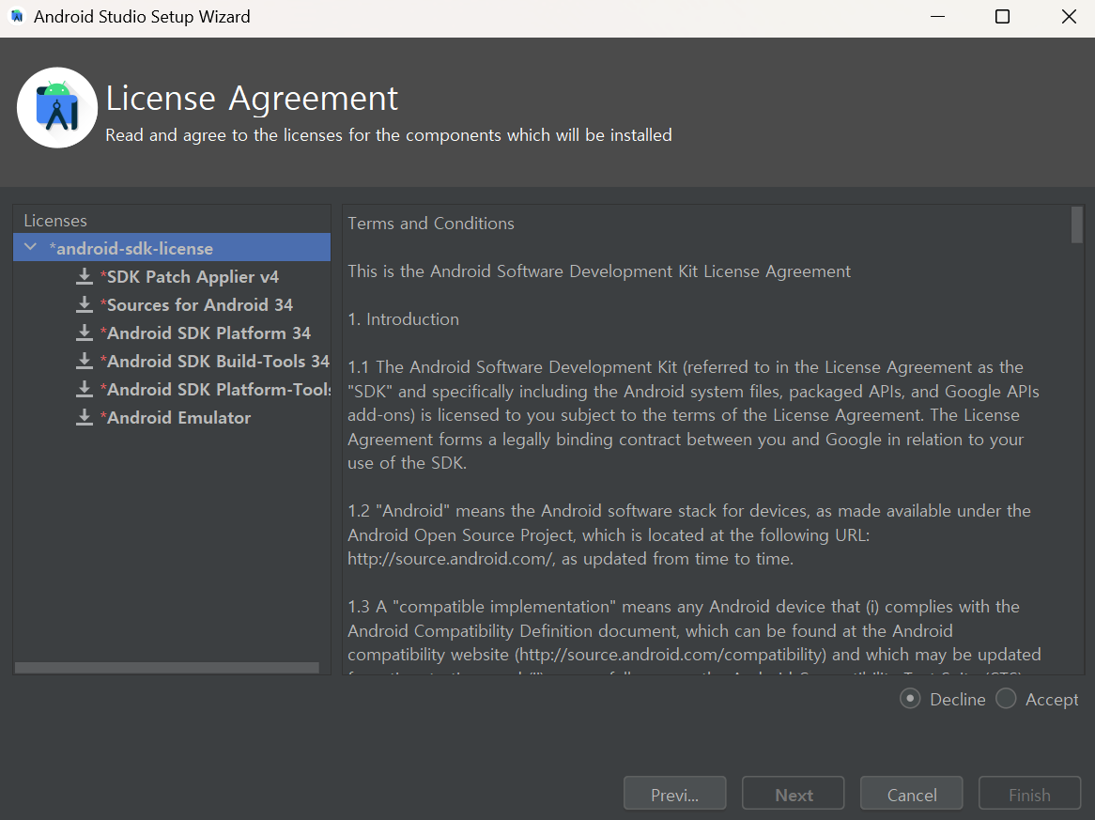 Android Studio Setup Wizard
License Agreement
Read and agree to the licenses for the components which will be installed
Licenses
*android-sdk-license
*SDK Patch Applier v4
*Sources for Android 34
*Android SDK Platform 34
*Android SDK Build-Tools 34
*Android SDK Platform-Tools
*Android Emulator
Terms and Conditions
This is the Android Software Development Kit License Agreement
1. Introduction
1.1 The Android Software Development Kit (referred to in the License Agreement as the
"SDK" and specifically including the Android system files, packaged APIs, and Google APIs
add-ons) is licensed to you subject to the terms of the License Agreement. The License
Agreement forms a legally binding contract between you and Google in relation to your
use of the SDK.
1.2 "Android" means the Android software stack for devices, as made available under the
Android Open Source Project, which is located at the following URL:
http://source.android.com/, as updated from time to time.
1.3 A "compatible implementation" means any Android device that (i) complies with the
Android Compatibility Definition document, which can be found at the Android
compatibility website (http://source.android.com/compatibility) and which may be updated
Decline
Accept
Previ...
Next
Cancel
Finish